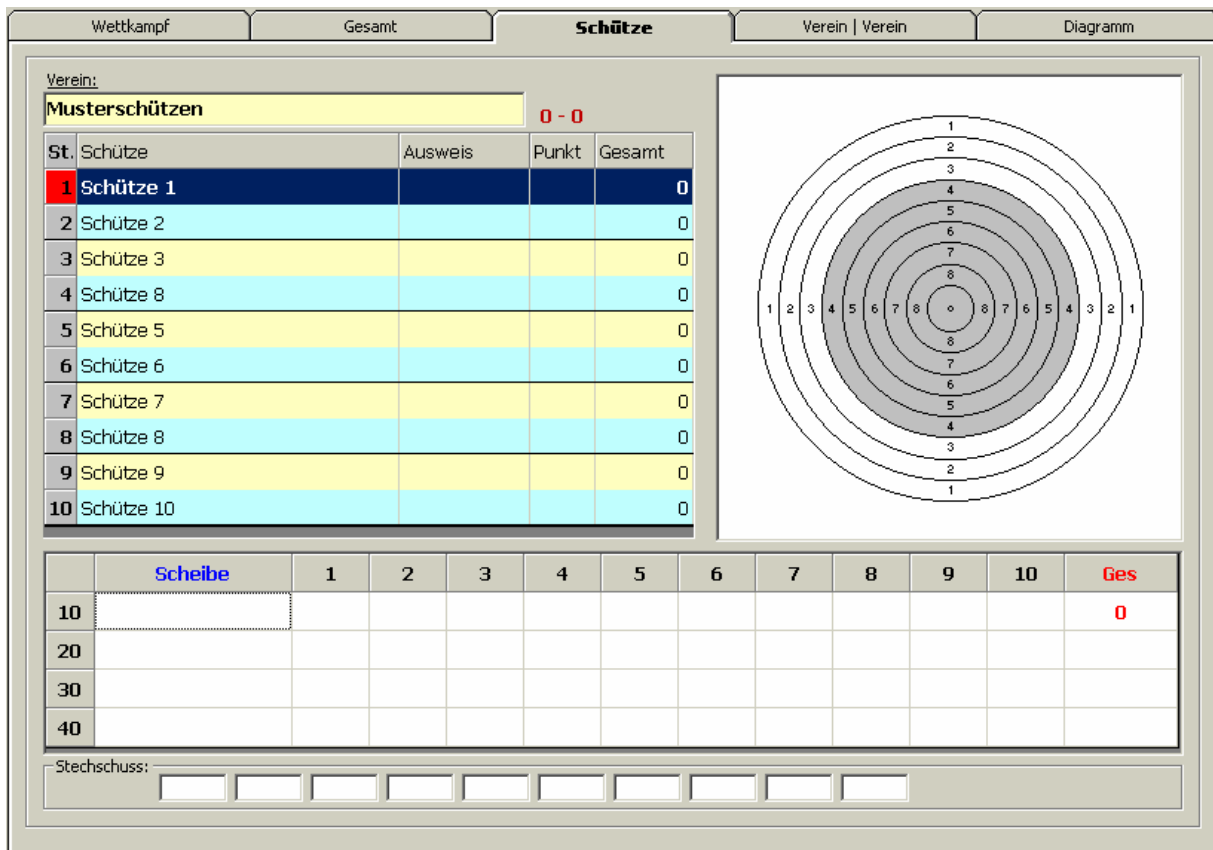 Wettkampf Gesamt Schütze Verein | Verein Diagramm
Verein:
Musterschützen 0 - 0
St. Schütze Ausweis Punkt Gesamt
1 Schütze 1 0
2 Schütze 2 0
3 Schütze 3 0
4 Schütze 8 0
5 Schütze 5 0
6 Schütze 6 0
7 Schütze 7 0
8 Schütze 8 0
9 Schütze 9 0
10 Schütze 10 0
1
2
3
4
5
6
7
8
1 2 3 4 5 6 7 8 8 7 6 5 4 3 2 1
8
7
6
5
4
3
2
1
Scheibe 1 2 3 4 5 6 7 8 9 10 Ges
10 0
20
30
40
Stechschuss: